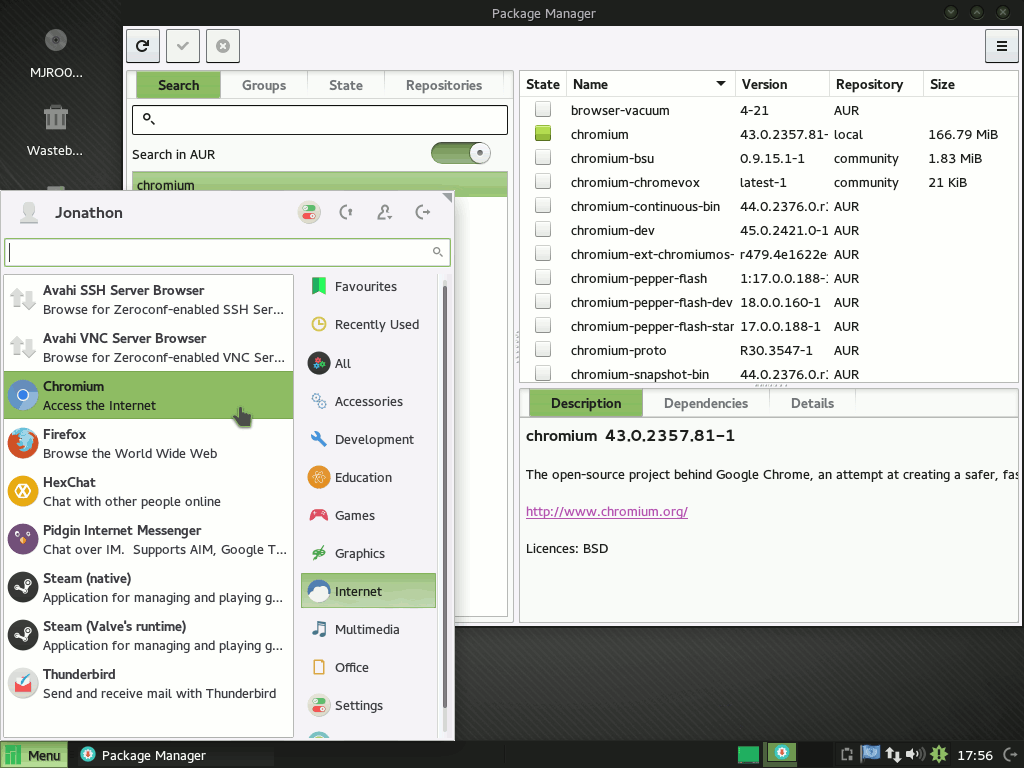 Package Manager
MJRO0...
Wasteb...
Search
Groups
State
Repositories
Search in AUR
chromium
State
Name
Version
Repository
Size
browser-vacuum 4-21 AUR
chromium 43.0.2357.81- local 166.79 MiB
chromium-bsu 0.9.15.1-1 community 1.83 MiB
chromium-chromevox latest-1 community 21 KiB
chromium-continuous-bin 44.0.2376.0.r1 AUR
chromium-dev 45.0.2421.0-1 AUR
chromium-ext-chromiumos- r479.4e1622e- AUR
chromium-pepper-flash 1:17.0.0.188-1 AUR
chromium-pepper-flash-dev 18.0.0.160-1 AUR
chromium-pepper-flash-stan 17.0.0.188-1 AUR
chromium-proto R30.3547-1 AUR
chromium-snapshot-bin 44.0.2376.0.r1 AUR
Description
Dependencies
Details
chromium 43.0.2357.81-1
The open-source project behind Google Chrome, an attempt at creating a safer, fas
http://www.chromium.org/
Licences: BSD
Jonathon
Avahi SSH Server Browser
Browse for Zeroconf-enabled SSH Ser...
Avahi VNC Server Browser
Browse for Zeroconf-enabled VNC Ser...
Chromium
Access the Internet
Firefox
Browse the World Wide Web
HexChat
Chat with other people online
Pidgin Internet Messenger
Chat over IM.  Supports AIM, Google T...
Steam (native)
Application for managing and playing g...
Steam (Valve's runtime)
Application for managing and playing g...
Thunderbird
Send and receive mail with Thunderbird
Favourites
Recently Used
All
Accessories
Development
Education
Games
Graphics
Internet
Multimedia
Office
Settings
Menu
Package Manager
17:56